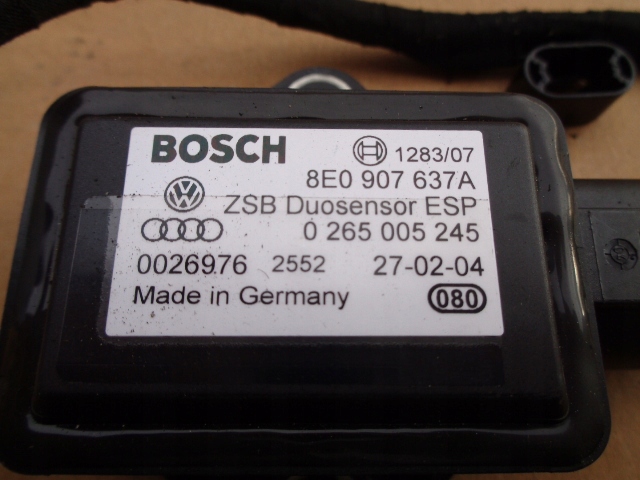 BOSCH 1283/07
8E0 907 637A
ZSB Duosensor ESP
0 265 005 245
0026976 2552 27-02-04
Made in Germany 080